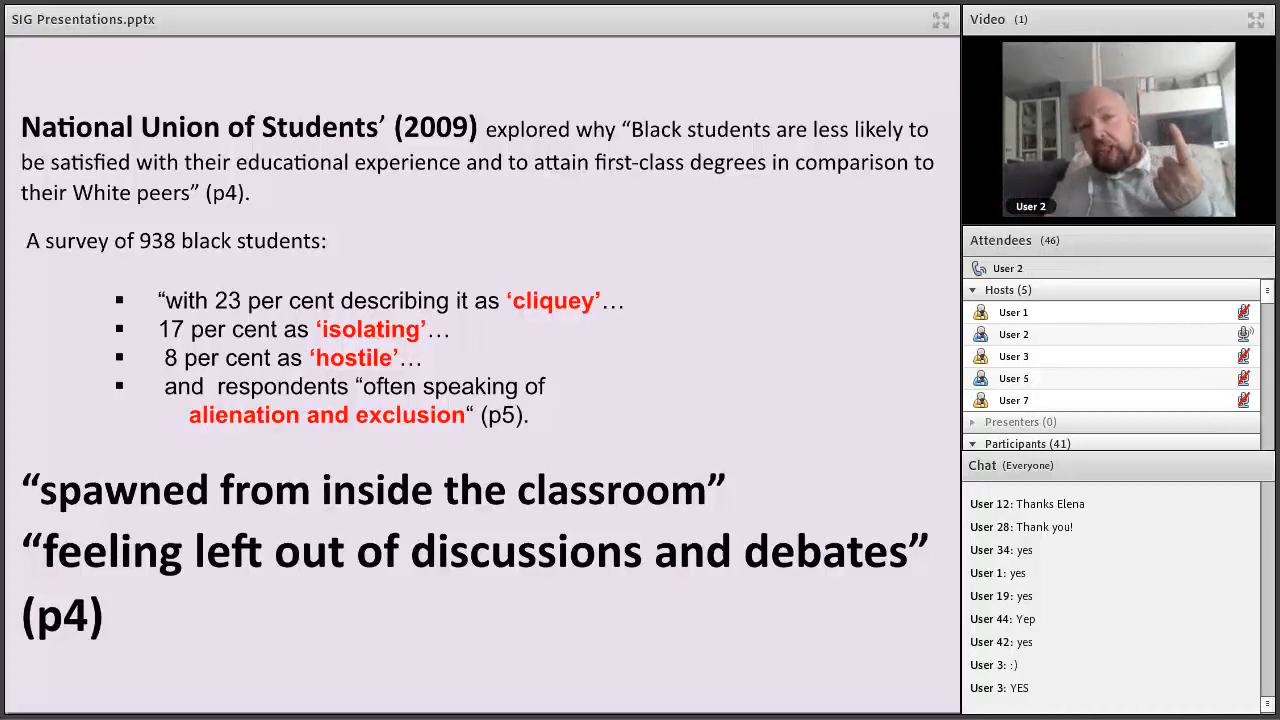 SIG Presentations.pptx
National Union of Students’ (2009) explored why “Black students are less likely to
be satisfied with their educational experience and to attain first-class degrees in comparison to
their White peers” (p4).
A survey of 938 black students:
▪ “with 23 per cent describing it as ‘cliquey’…
▪ 17 per cent as ‘isolating’…
▪ 8 per cent as ‘hostile’…
▪ and respondents “often speaking of
alienation and exclusion“ (p5).
“spawned from inside the classroom”
“feeling left out of discussions and debates”
(p4)
Video (1)
User 2
Attendees (46)
User 2
Hosts (5)
User 1
User 2
User 3
User 5
User 7
Presenters (0)
Participants (41)
Chat (Everyone)
User 12: Thanks Elena
User 28: Thank you!
User 34: yes
User 1: yes
User 19: yes
User 44: Yep
User 42: yes
User 3: :)
User 3: YES